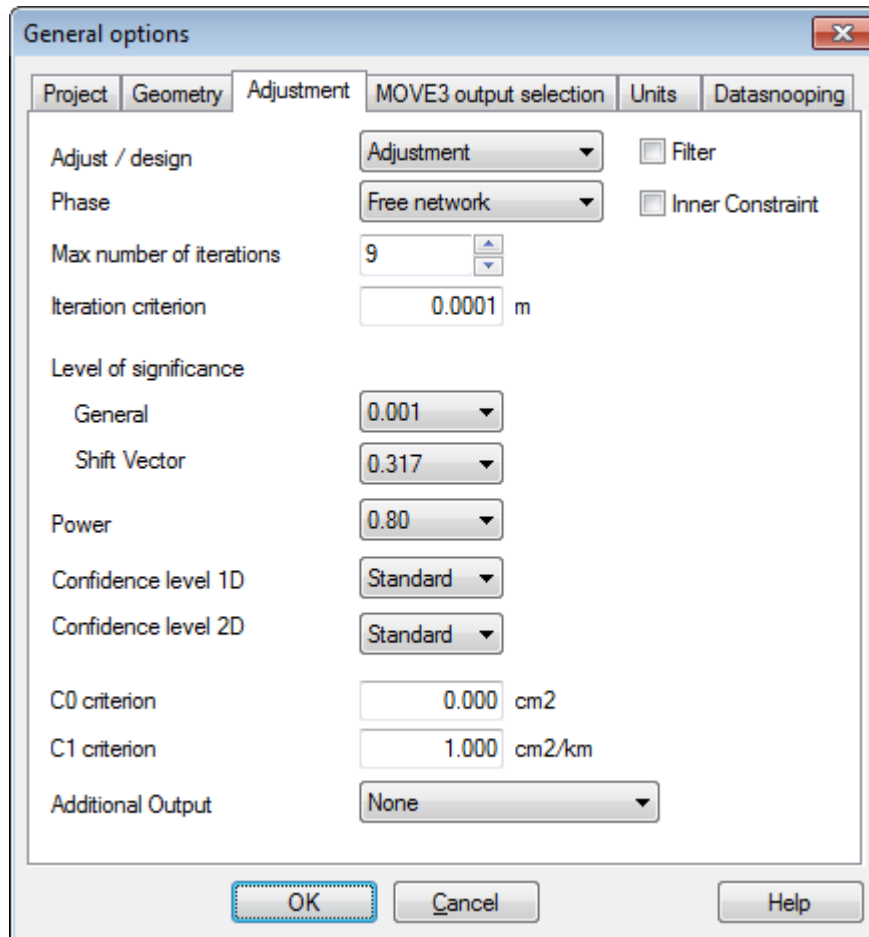 General options
Project Geometry Adjustment MOVE3 output selection Units Datasnooping
Adjust / design Adjustment Filter
Phase Free network Inner Constraint
Max number of iterations 9
Iteration criterion 0.0001 m
Level of significance
General 0.001
Shift Vector 0.317
Power 0.80
Confidence level 1D Standard
Confidence level 2D Standard
C0 criterion 0.000 cm2
C1 criterion 1.000 cm2/km
Additional Output None
OK Cancel Help